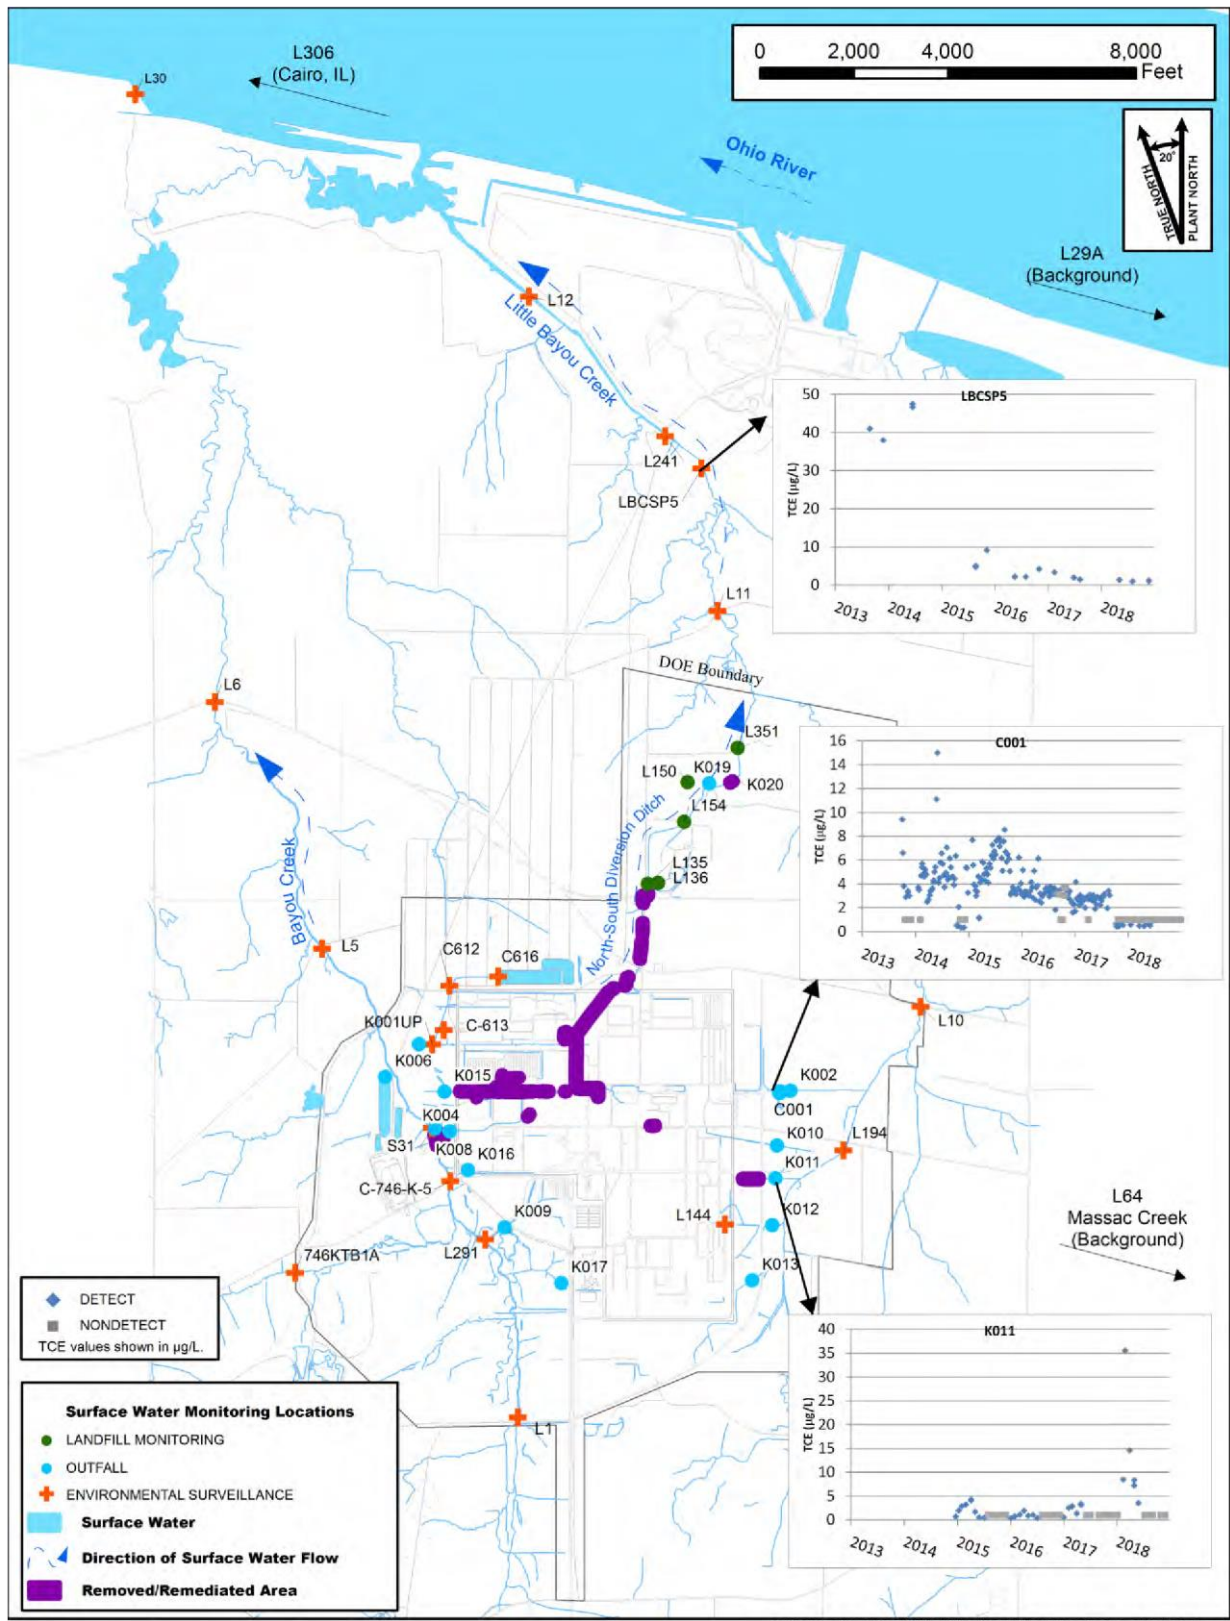 L306
(Cairo, IL)
L30
0 2,000 4,000 8,000
Feet
Ohio River
20°
TRUE NORTH
PLANT NORTH
L29A
(Background)
L12
Little Bayou Creek
L241
LBCSP5
LBCSP5
TCE (µg/L)
50
40
30
20
10
0
2013 2014 2015 2016 2017 2018
L11
DOE Boundary
L6
L351
L150
K019
K020
L154
North-South Diversion Ditch
L135
L136
C001
TCE (µg/L)
16
14
12
10
8
6
4
2
0
2013 2014 2015 2016 2017 2018
Bayou Creek
L5
C612
C616
L10
K001UP
C-613
K006
K015
K002
C001
K004
K010
L194
S31
K008
K016
K011
C-746-K-5
L144
K012
K009
L291
746KTB1A
K017
K013
L64
Massac Creek
(Background)
DETECT
NONDETECT
TCE values shown in µg/L.
K011
TCE (µg/L)
40
35
30
25
20
15
10
5
0
2013 2014 2015 2016 2017 2018
L1
Surface Water Monitoring Locations
LANDFILL MONITORING
OUTFALL
ENVIRONMENTAL SURVEILLANCE
Surface Water
Direction of Surface Water Flow
Removed/Remediated Area